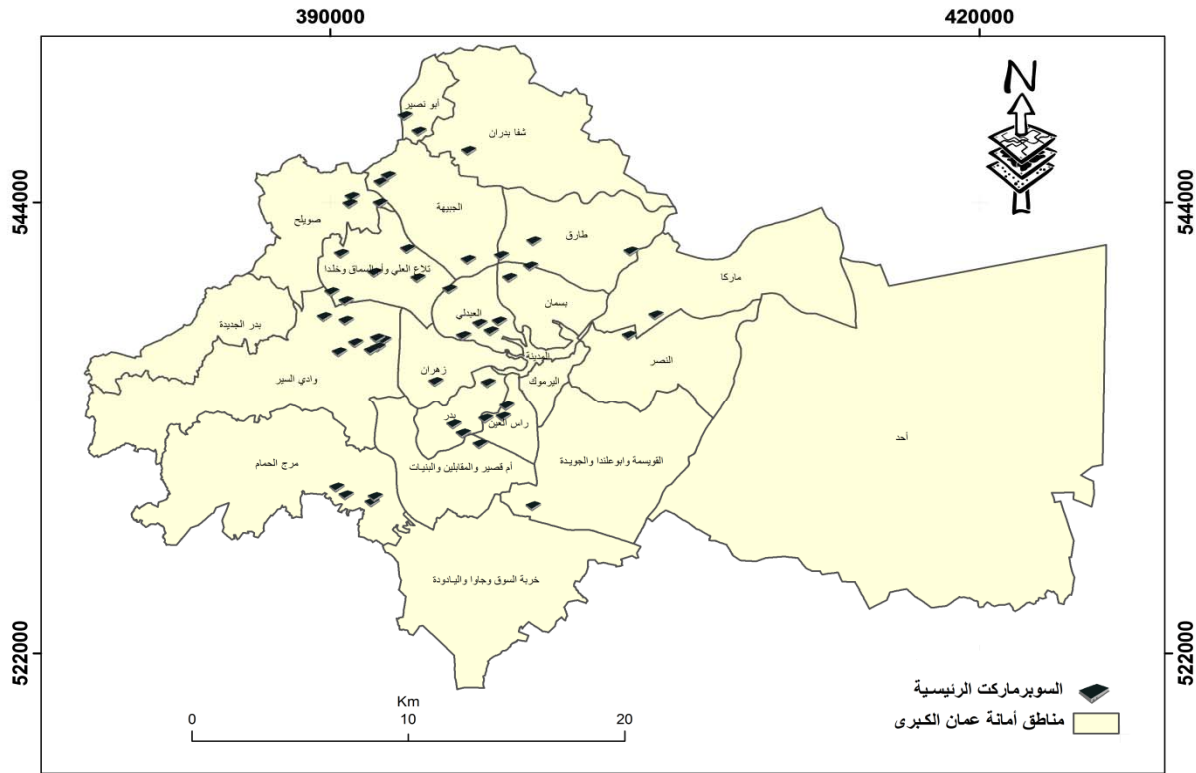 390000
420000
N
أبو نصير
شفا بدران
544000
544000
الجبيهة
صويلح
طارق
ماركا
تلاع العلي وأم السماق وخلدا
بسمان
العبدلي
بدر الجديدة
المدينة
النصر
زهران
اليرموك
وادي السير
بدر
راس العين
أحد
مرج الحمام
أم قصير والمقابلين والبنيات
القويسمة وابوعلندا والجويدة
خربة السوق وجاوا واليادودة
522000
522000
السوبرماركت الرئيسية
مناطق أمانة عمان الكبرى
Km
0
10
20